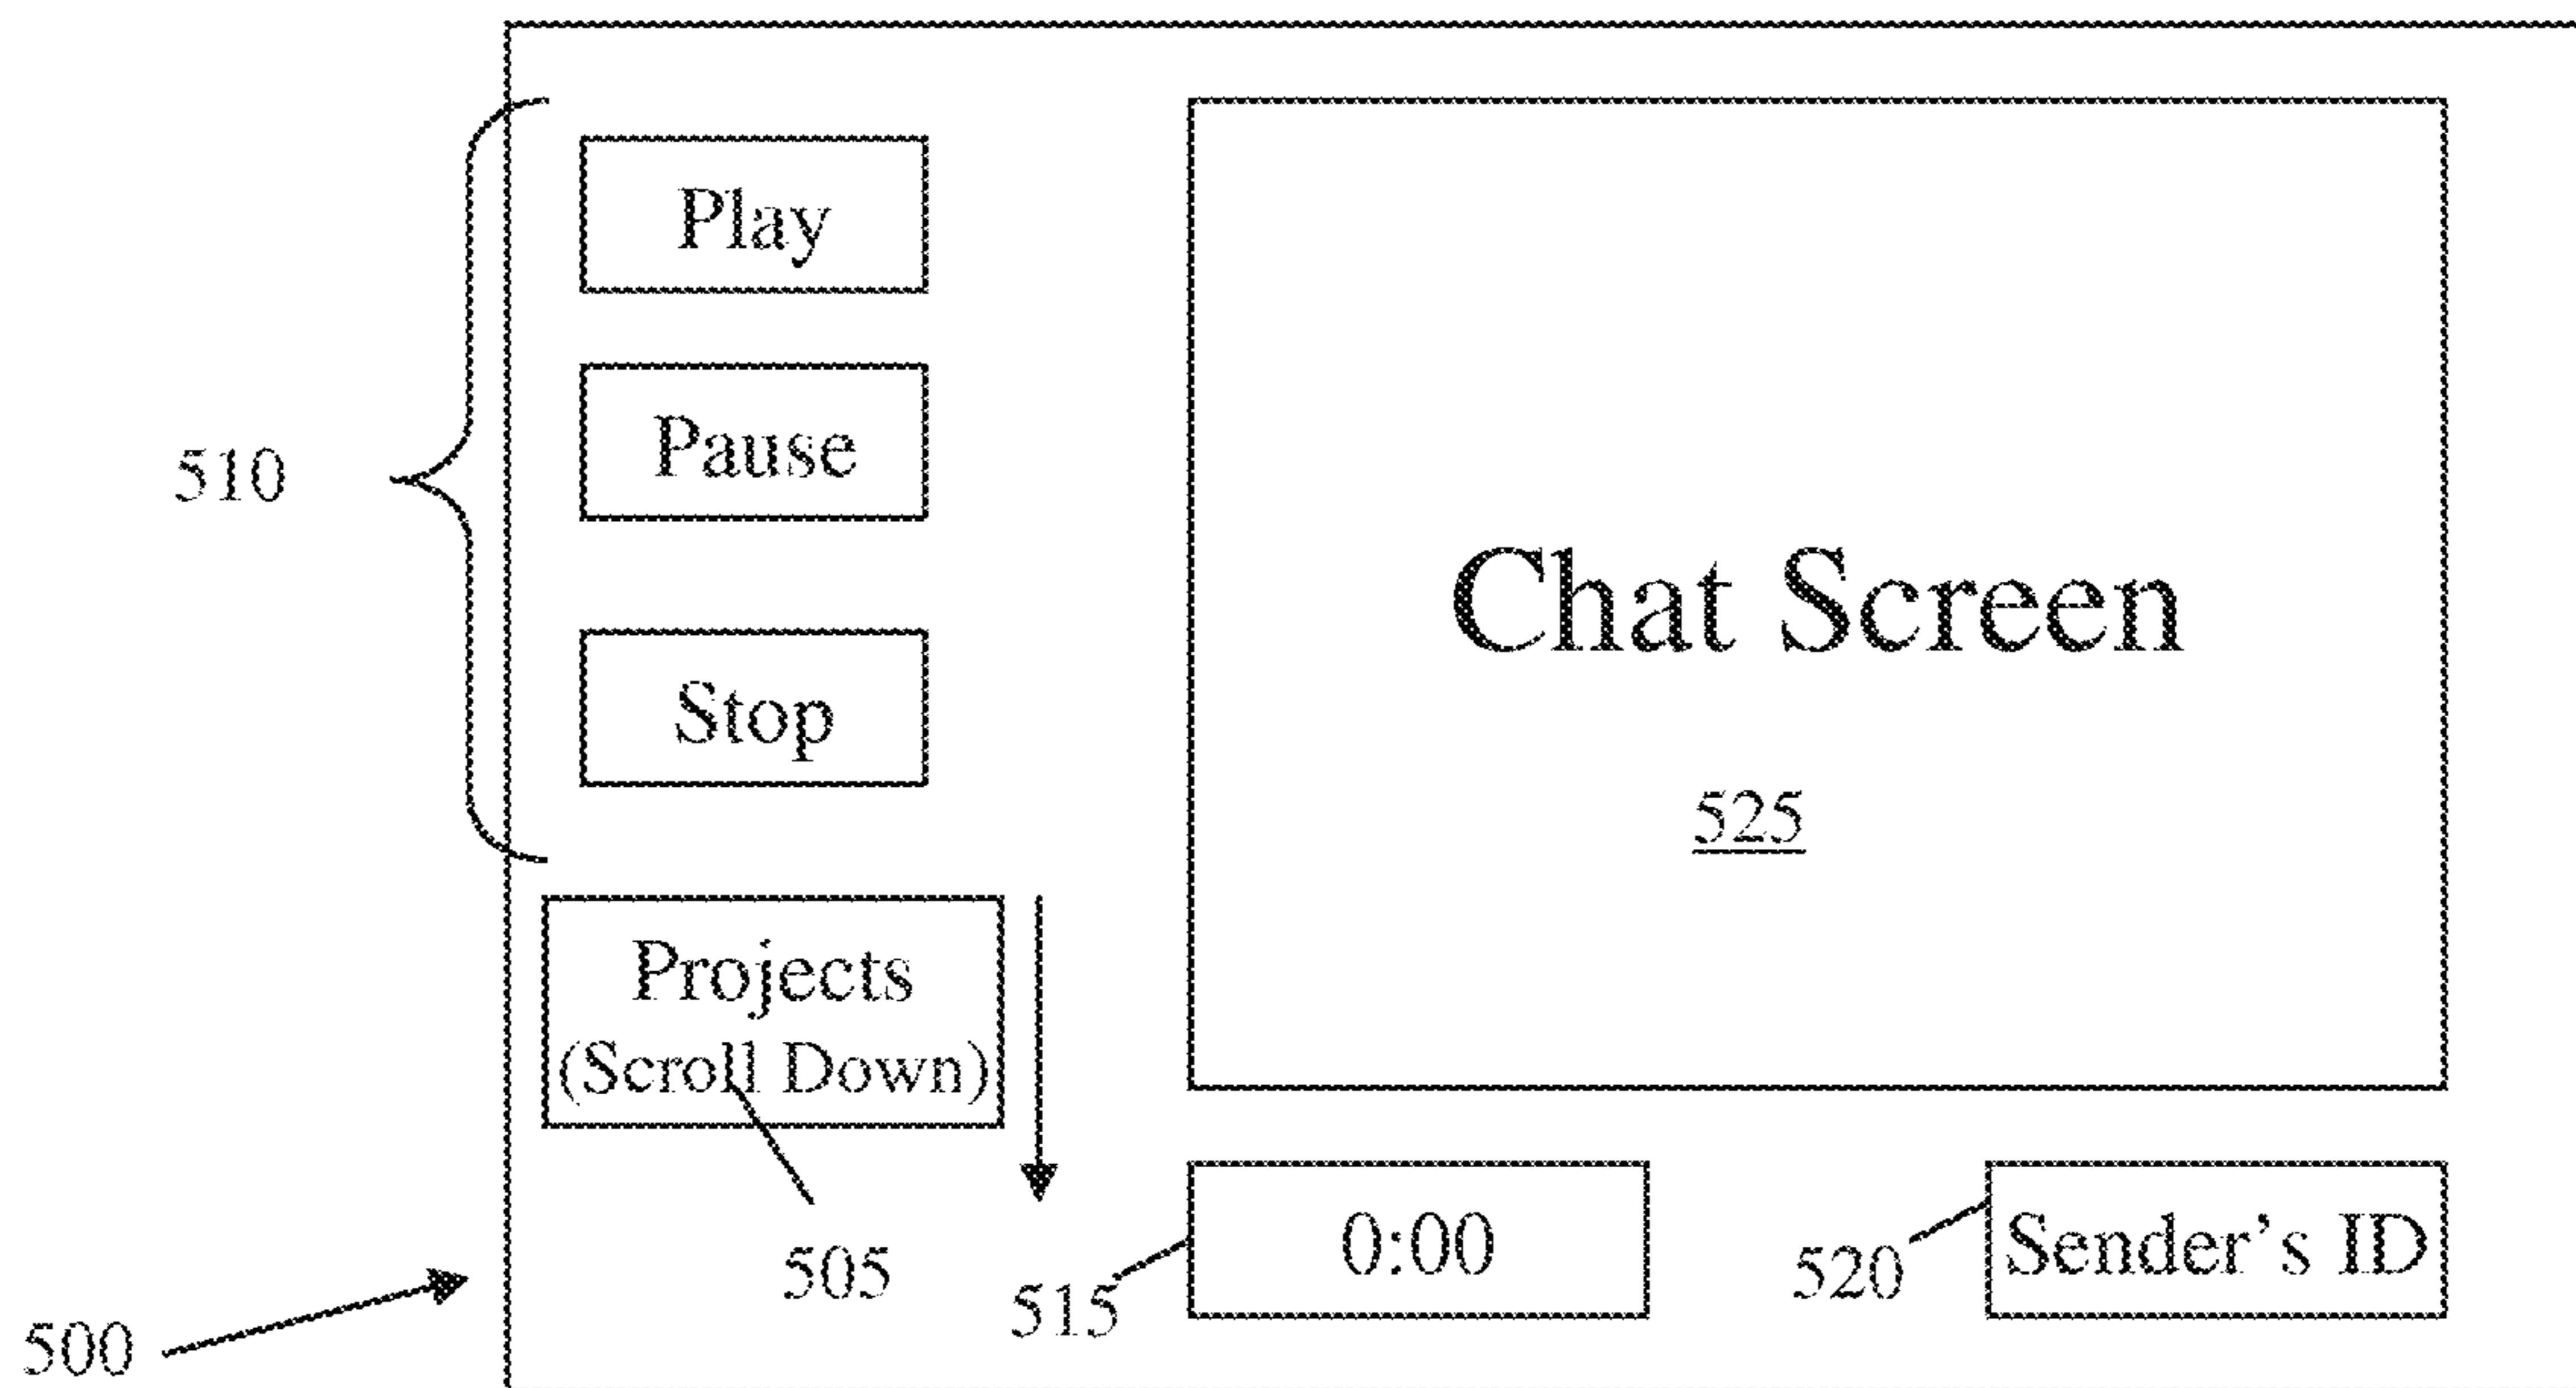 Play
510
Pause
Chat Screen
Stop
525
Projects
(Scroll Down)
505
515
0:00
520
Sender's ID
500